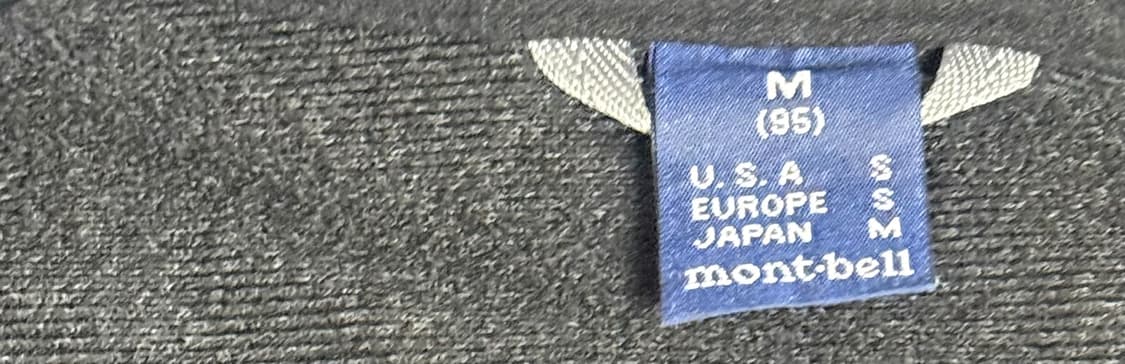 M
(95)
U.S.A S
EUROPE S
JAPAN M
mont-bell